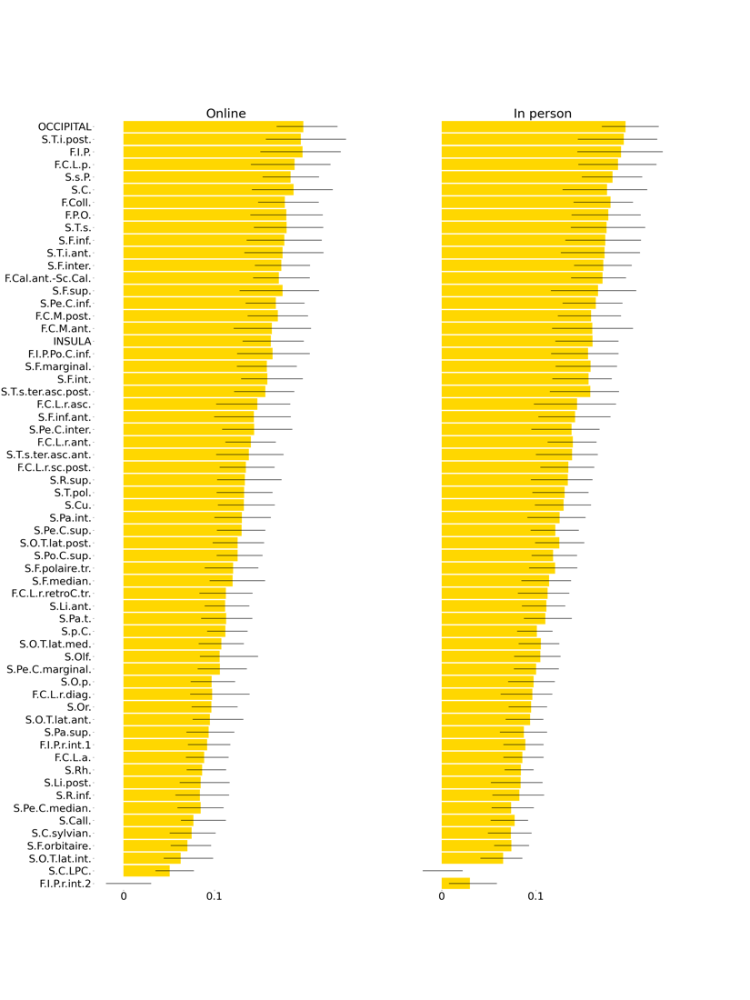 Online In person
OCCIPITAL
S.T.i.post.
F.I.P.
F.C.L.p.
S.s.P.
S.C.
F.Coll.
F.P.O.
S.T.s.
S.F.inf.
S.T.i.ant.
S.F.inter.
F.Cal.ant.-Sc.Cal.
S.F.sup.
S.Pe.C.inf.
F.C.M.post.
F.C.M.ant.
INSULA
F.I.P.Po.C.inf.
S.F.marginal.
S.F.int.
S.T.s.ter.asc.post.
F.C.L.r.asc.
S.F.inf.ant.
S.Pe.C.inter.
F.C.L.r.ant.
S.T.s.ter.asc.ant.
F.C.L.r.sc.post.
S.R.sup.
S.T.pol.
S.Cu.
S.Pa.int.
S.Pe.C.sup.
S.O.T.lat.post.
S.Po.C.sup.
S.F.polaire.tr.
S.F.median.
F.C.L.r.retroC.tr.
S.Li.ant.
S.Pa.t.
S.p.C.
S.O.T.lat.med.
S.Olf.
S.Pe.C.marginal.
S.O.p.
F.C.L.r.diag.
S.Or.
S.O.T.lat.ant.
S.Pa.sup.
F.I.P.r.int.1
F.C.L.a.
S.Rh.
S.Li.post.
S.R.inf.
S.Pe.C.median.
S.Call.
S.C.sylvian.
S.F.orbitaire.
S.O.T.lat.int.
S.C.LPC.
F.I.P.r.int.2
0 0.1 0 0.1